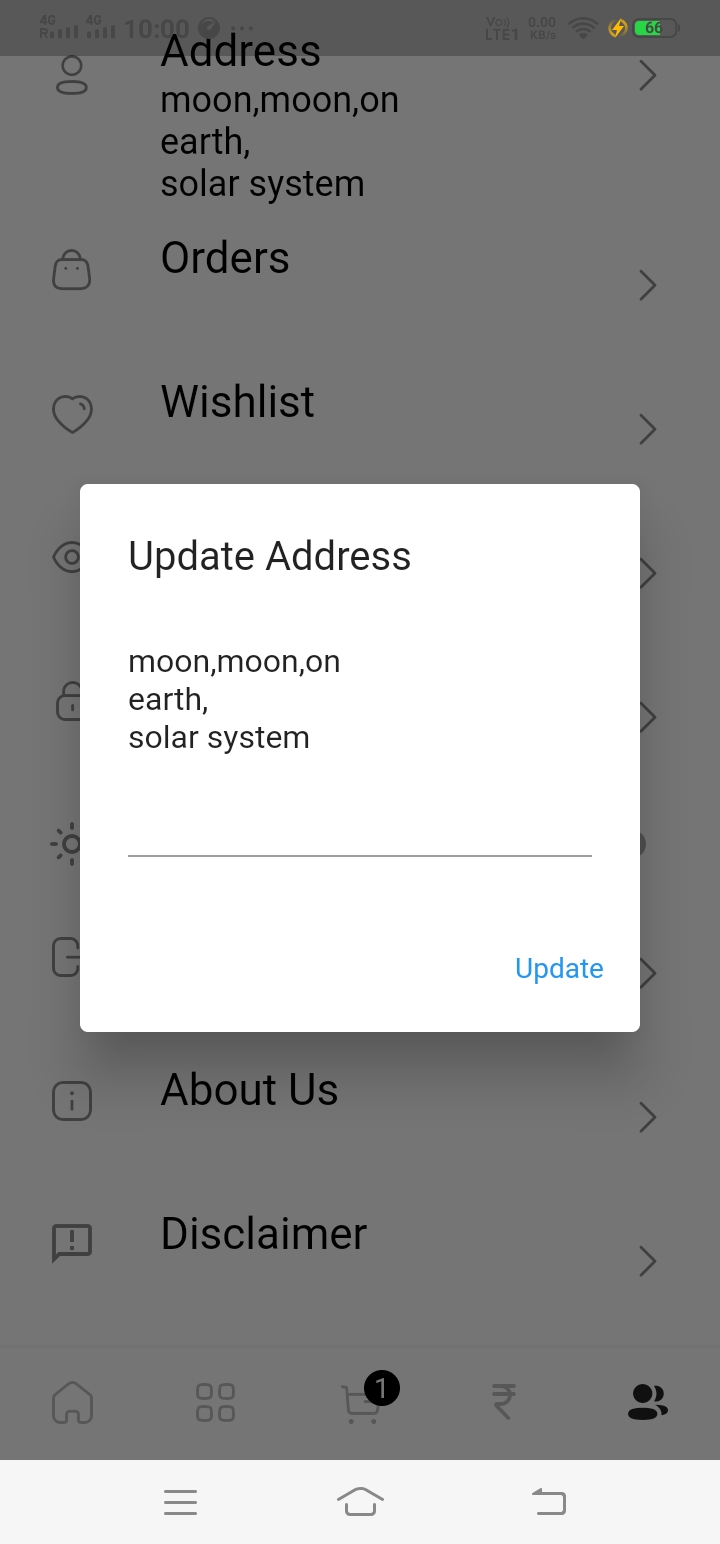 4G
R
4G
10:00
Vo))
LTE1
0.00
KB/s
66
Address
moon,moon,on
earth,
solar system
Orders
Wishlist
Update Address
moon,moon,on
earth,
solar system
Update
About Us
Disclaimer
1